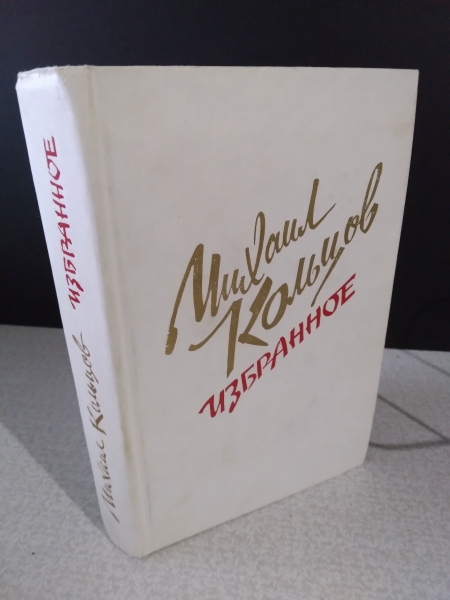 Михаил
Кольцов
ИЗБРАННОЕ
Михаил Кольцов
ИЗБРАННОЕ